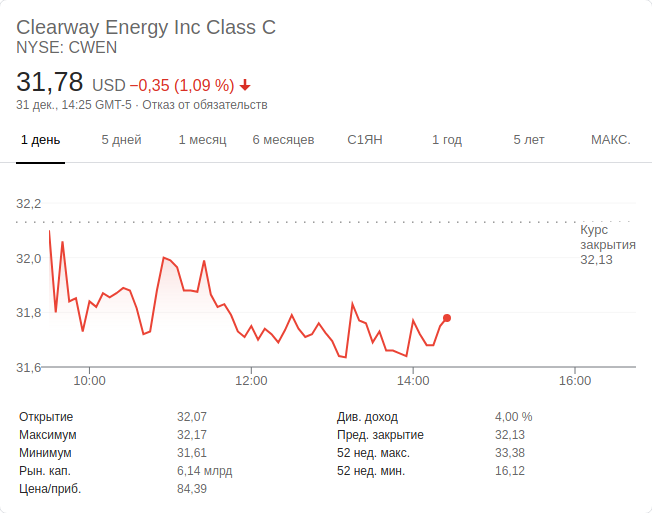 Clearway Energy Inc Class C
NYSE: CWEN
31,78 USD −0,35 (1,09 %)
31 дек., 14:25 GMT-5 · Отказ от обязательств
1 день 5 дней 1 месяц 6 месяцев С1ЯН 1 год 5 лет МАКС.
32,2
Курс
закрытия
32,13
32,0
31,8
31,6
10:00 12:00 14:00 16:00
Открытие 32,07 Див. доход 4,00 %
Максимум 32,17 Пред. закрытие 32,13
Минимум 31,61 52 нед. макс. 33,38
Рын. кап. 6,14 млрд 52 нед. мин. 16,12
Цена/приб. 84,39